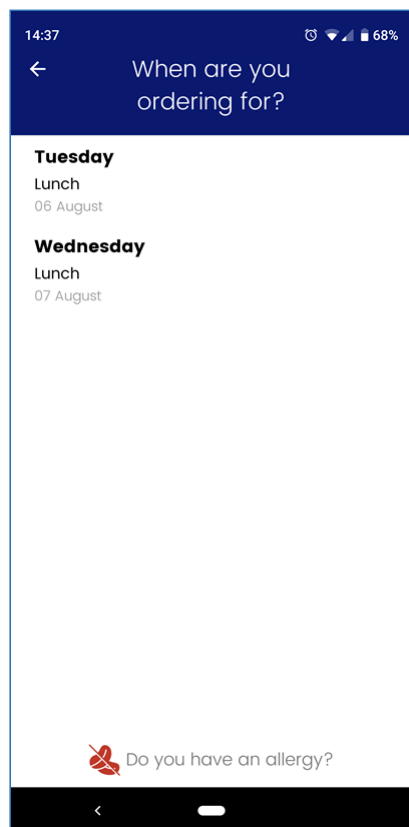 14:37 68%
When are you
ordering for?
Tuesday
Lunch
06 August
Wednesday
Lunch
07 August
Do you have an allergy?